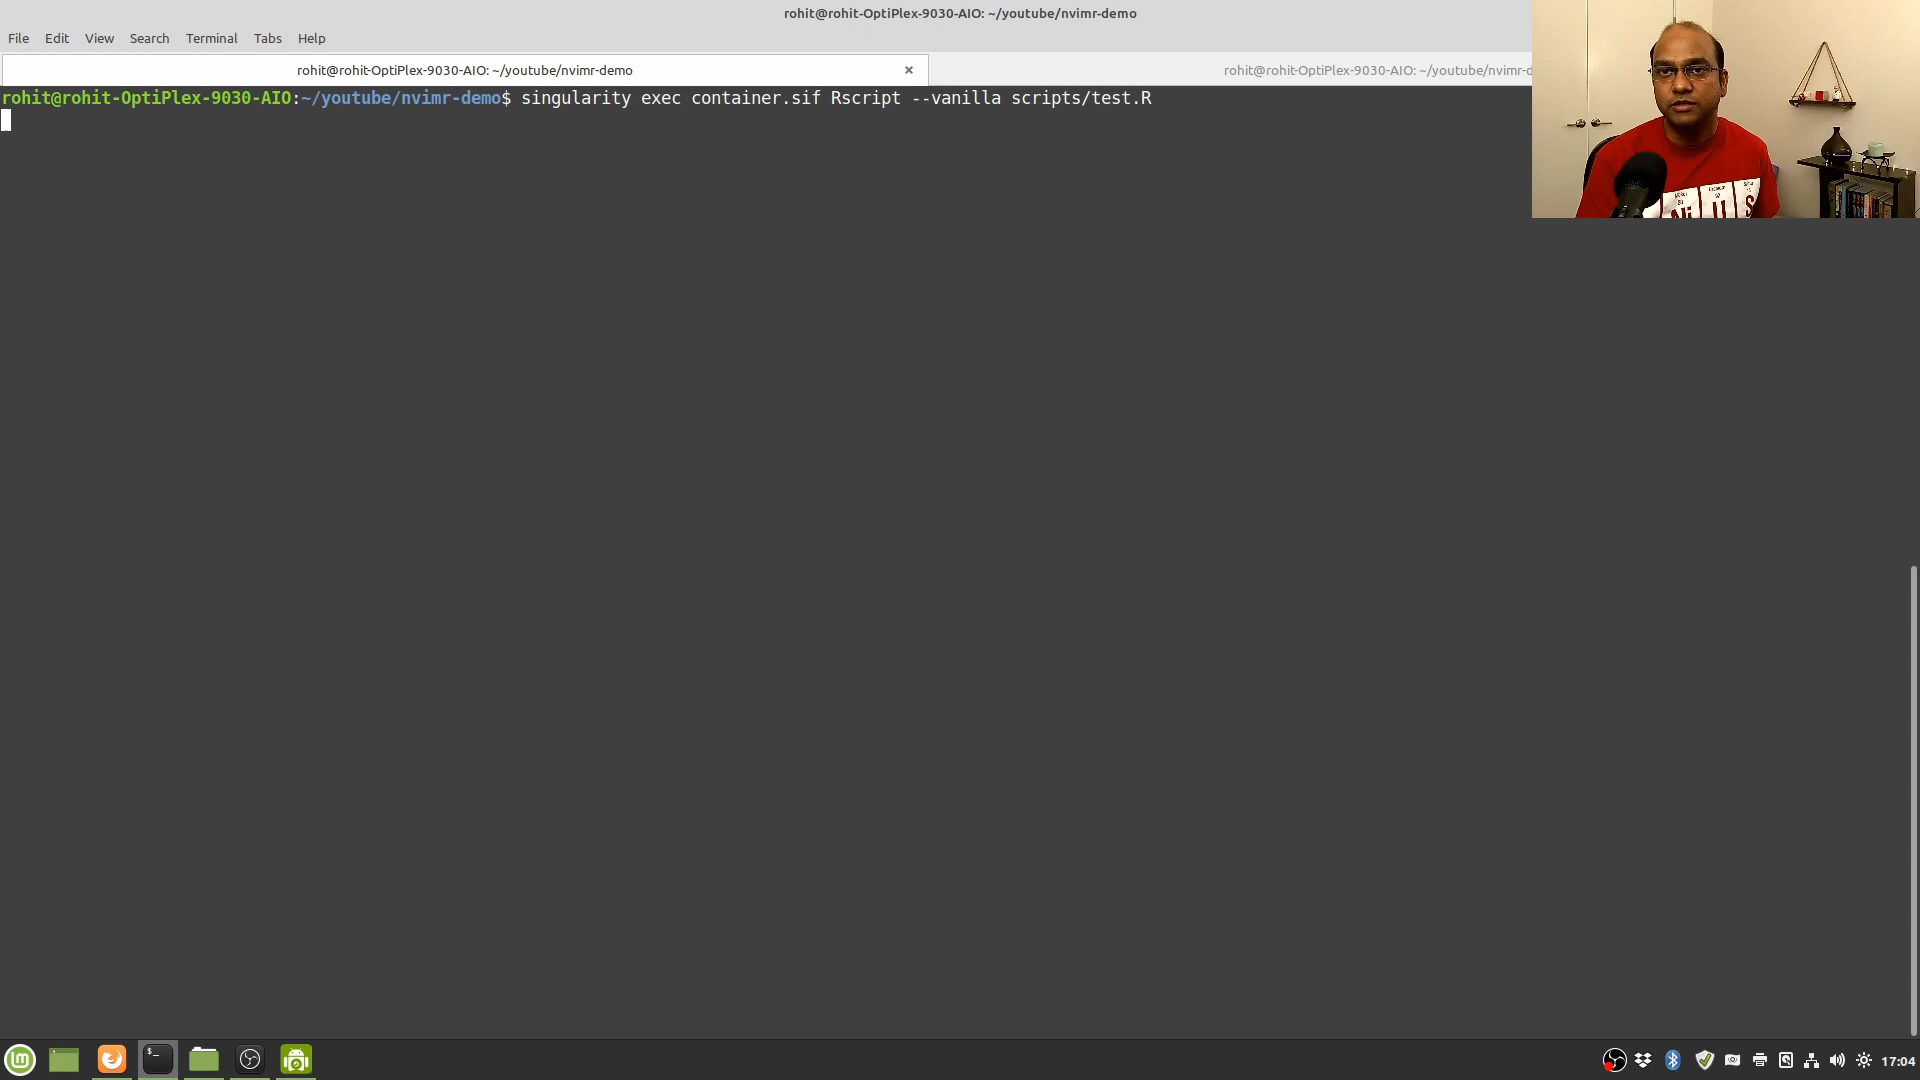 rohit@rohit-OptiPlex-9030-AIO: ~/youtube/nvimr-demo
File Edit View Search Terminal Tabs Help
rohit@rohit-OptiPlex-9030-AIO: ~/youtube/nvimr-demo ×
rohit@rohit-OptiPlex-9030-AIO: ~/youtube/nvimr-d
rohit@rohit-OptiPlex-9030-AIO:~/youtube/nvimr-demo$ singularity exec container.sif Rscript --vanilla scripts/test.R
17:04